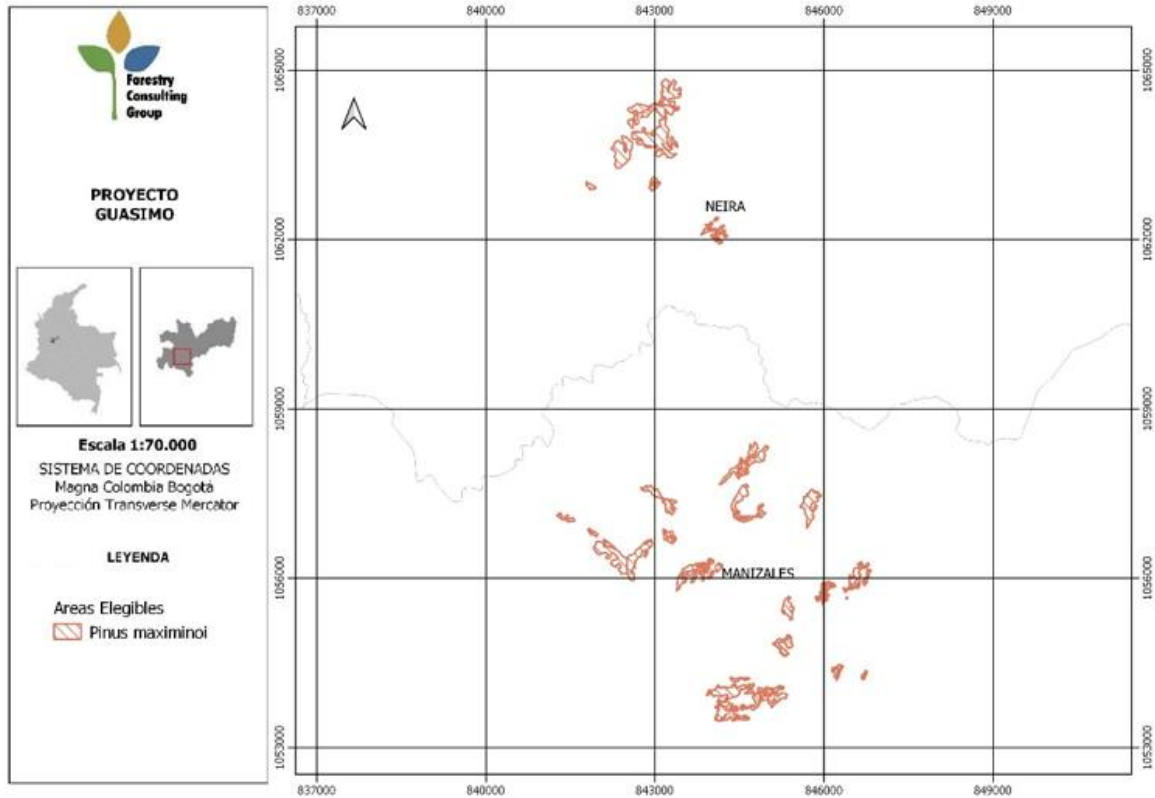 Forestry
Consulting
Group
PROYECTO
GUASIMO
Escala 1:70.000
SISTEMA DE COORDENADAS
Magna Colombia Bogotá
Proyección Transverse Mercator
LEYENDA
Areas Elegibles
Pinus maximinoi
837000 840000 843000 846000 849000
1065000 1065000
NEIRA
1062000 1062000
1059000 1059000
MANIZALES
1056000 1056000
1053000 1053000
837000 840000 843000 846000 849000